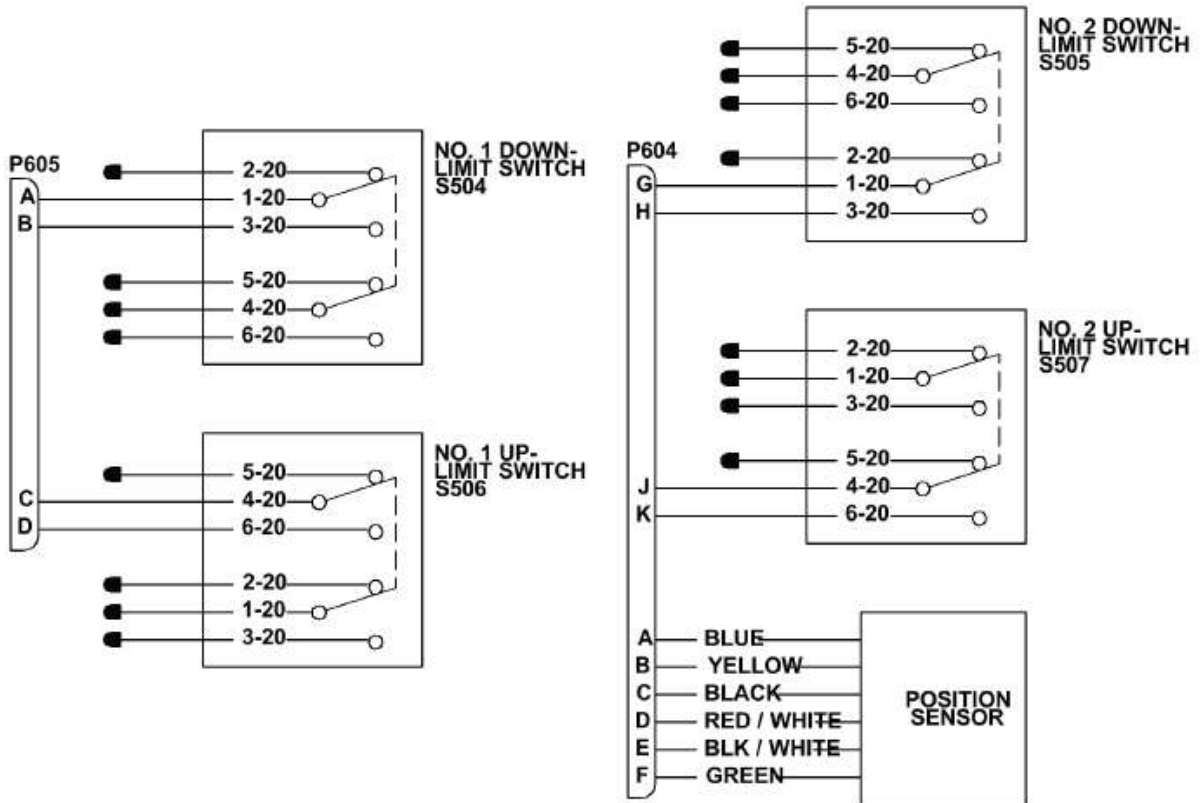 P605
A
B
C
D
2-20
1-20
3-20
5-20
4-20
6-20
NO. 1 DOWN-
LIMIT SWITCH
S504
5-20
4-20
6-20
2-20
1-20
3-20
NO. 1 UP-
LIMIT SWITCH
S506
P604
G
H
J
K
5-20
4-20
6-20
2-20
1-20
3-20
NO. 2 DOWN-
LIMIT SWITCH
S505
2-20
1-20
3-20
5-20
4-20
6-20
NO. 2 UP-
LIMIT SWITCH
S507
A BLUE
B YELLOW
C BLACK
D RED / WHITE
E BLK / WHITE
F GREEN
POSITION
SENSOR